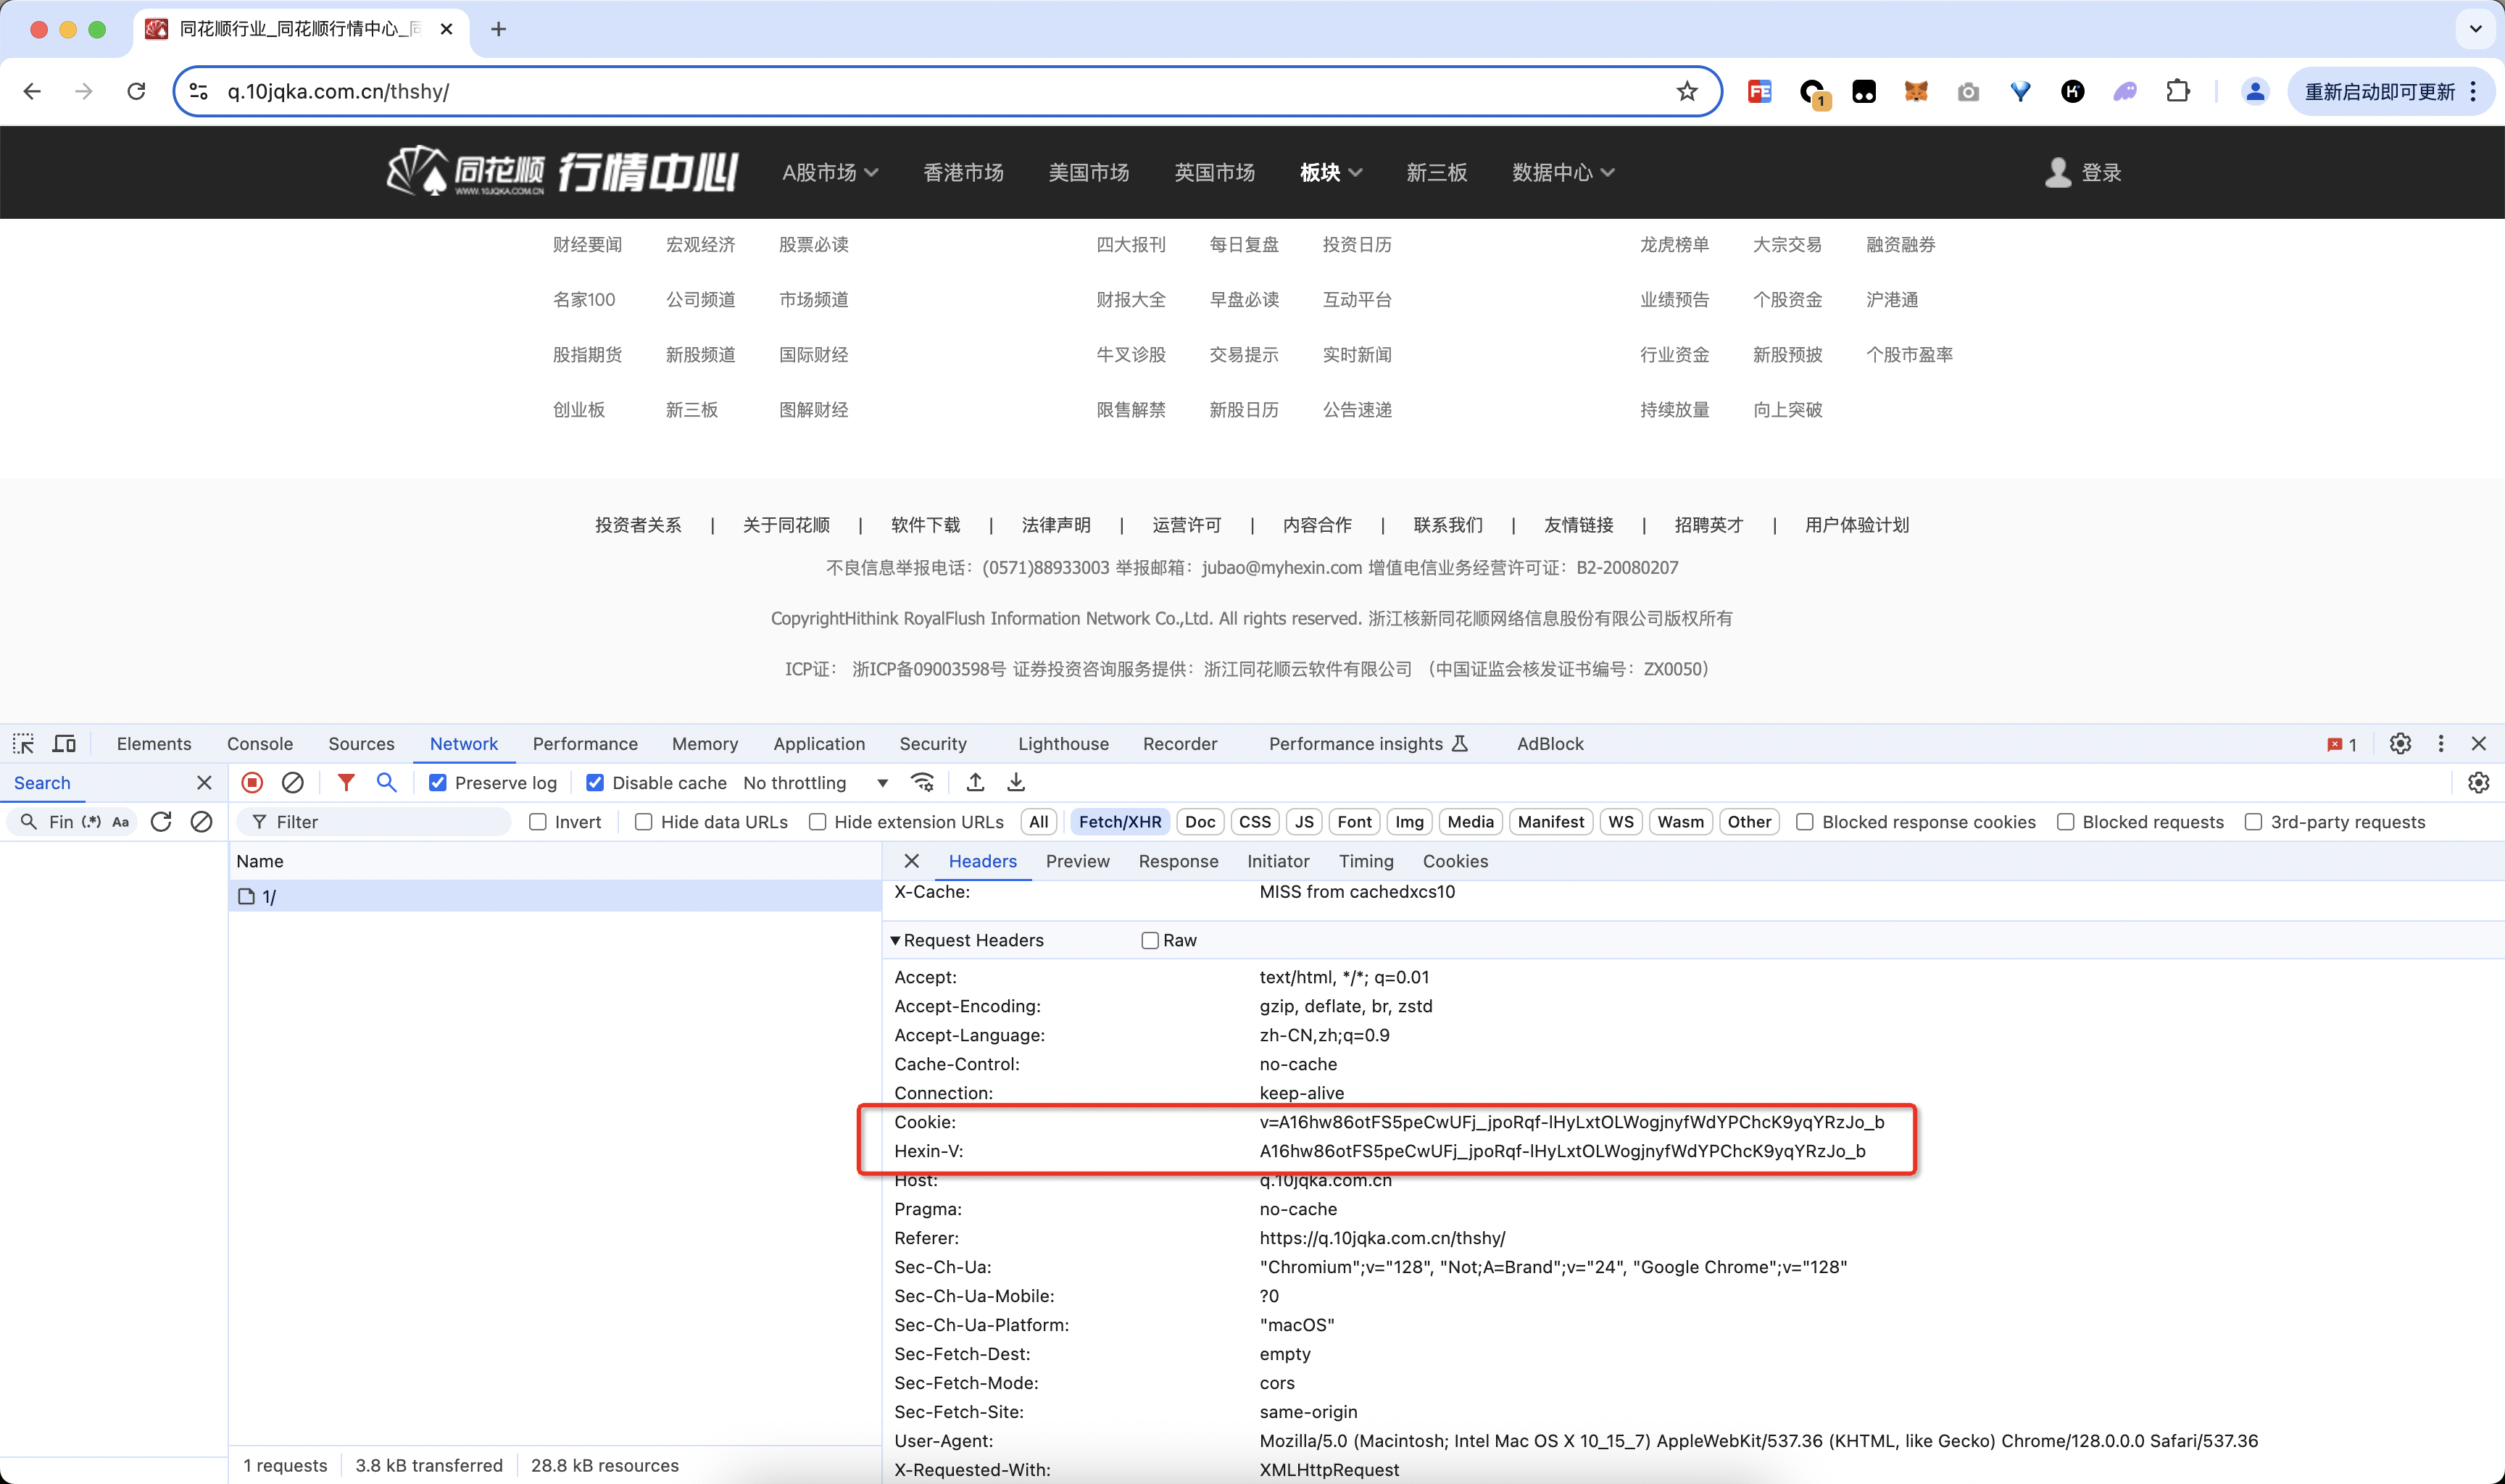 同花顺行业_同花顺行情中心_同
q.10jqka.com.cn/thshy/
1
重新启动即可更新
同花顺 WWW.10JQKA.COM.CN 行情中心 A股市场 香港市场 美国市场 英国市场 板块 新三板 数据中心 登录
财经要闻 宏观经济 股票必读 四大报刊 每日复盘 投资日历 龙虎榜单 大宗交易 融资融券
名家100 公司频道 市场频道 财报大全 早盘必读 互动平台 业绩预告 个股资金 沪港通
股指期货 新股频道 国际财经 牛叉诊股 交易提示 实时新闻 行业资金 新股预披 个股市盈率
创业板 新三板 图解财经 限售解禁 新股日历 公告速递 持续放量 向上突破
投资者关系 | 关于同花顺 | 软件下载 | 法律声明 | 运营许可 | 内容合作 | 联系我们 | 友情链接 | 招聘英才 | 用户体验计划
不良信息举报电话：(0571)88933003 举报邮箱：jubao@myhexin.com 增值电信业务经营许可证：B2-20080207
CopyrightHithink RoyalFlush Information Network Co.,Ltd. All rights reserved. 浙江核新同花顺网络信息股份有限公司版权所有
ICP证： 浙ICP备09003598号 证券投资咨询服务提供：浙江同花顺云软件有限公司 （中国证监会核发证书编号：ZX0050）
Elements Console Sources Network Performance Memory Application Security Lighthouse Recorder Performance insights AdBlock 1
Search Preserve log Disable cache No throttling
Fin (.*) Aa Filter Invert Hide data URLs Hide extension URLs All Fetch/XHR Doc CSS JS Font Img Media Manifest WS Wasm Other Blocked response cookies Blocked requests 3rd-party requests
Name Headers Preview Response Initiator Timing Cookies
1/
X-Cache: MISS from cachedxcs10
Request Headers Raw
Accept: text/html, */*; q=0.01
Accept-Encoding: gzip, deflate, br, zstd
Accept-Language: zh-CN,zh;q=0.9
Cache-Control: no-cache
Connection: keep-alive
Cookie: v=A16hw86otFS5peCwUFj_jpoRqf-lHyLxtOLWogjnyfWdYPChcK9yqYRzJo_b
Hexin-V: A16hw86otFS5peCwUFj_jpoRqf-lHyLxtOLWogjnyfWdYPChcK9yqYRzJo_b
Host: q.10jqka.com.cn
Pragma: no-cache
Referer: https://q.10jqka.com.cn/thshy/
Sec-Ch-Ua: "Chromium";v="128", "Not;A=Brand";v="24", "Google Chrome";v="128"
Sec-Ch-Ua-Mobile: ?0
Sec-Ch-Ua-Platform: "macOS"
Sec-Fetch-Dest: empty
Sec-Fetch-Mode: cors
Sec-Fetch-Site: same-origin
User-Agent: Mozilla/5.0 (Macintosh; Intel Mac OS X 10_15_7) AppleWebKit/537.36 (KHTML, like Gecko) Chrome/128.0.0.0 Safari/537.36
X-Requested-With: XMLHttpRequest
1 requests 3.8 kB transferred 28.8 kB resources